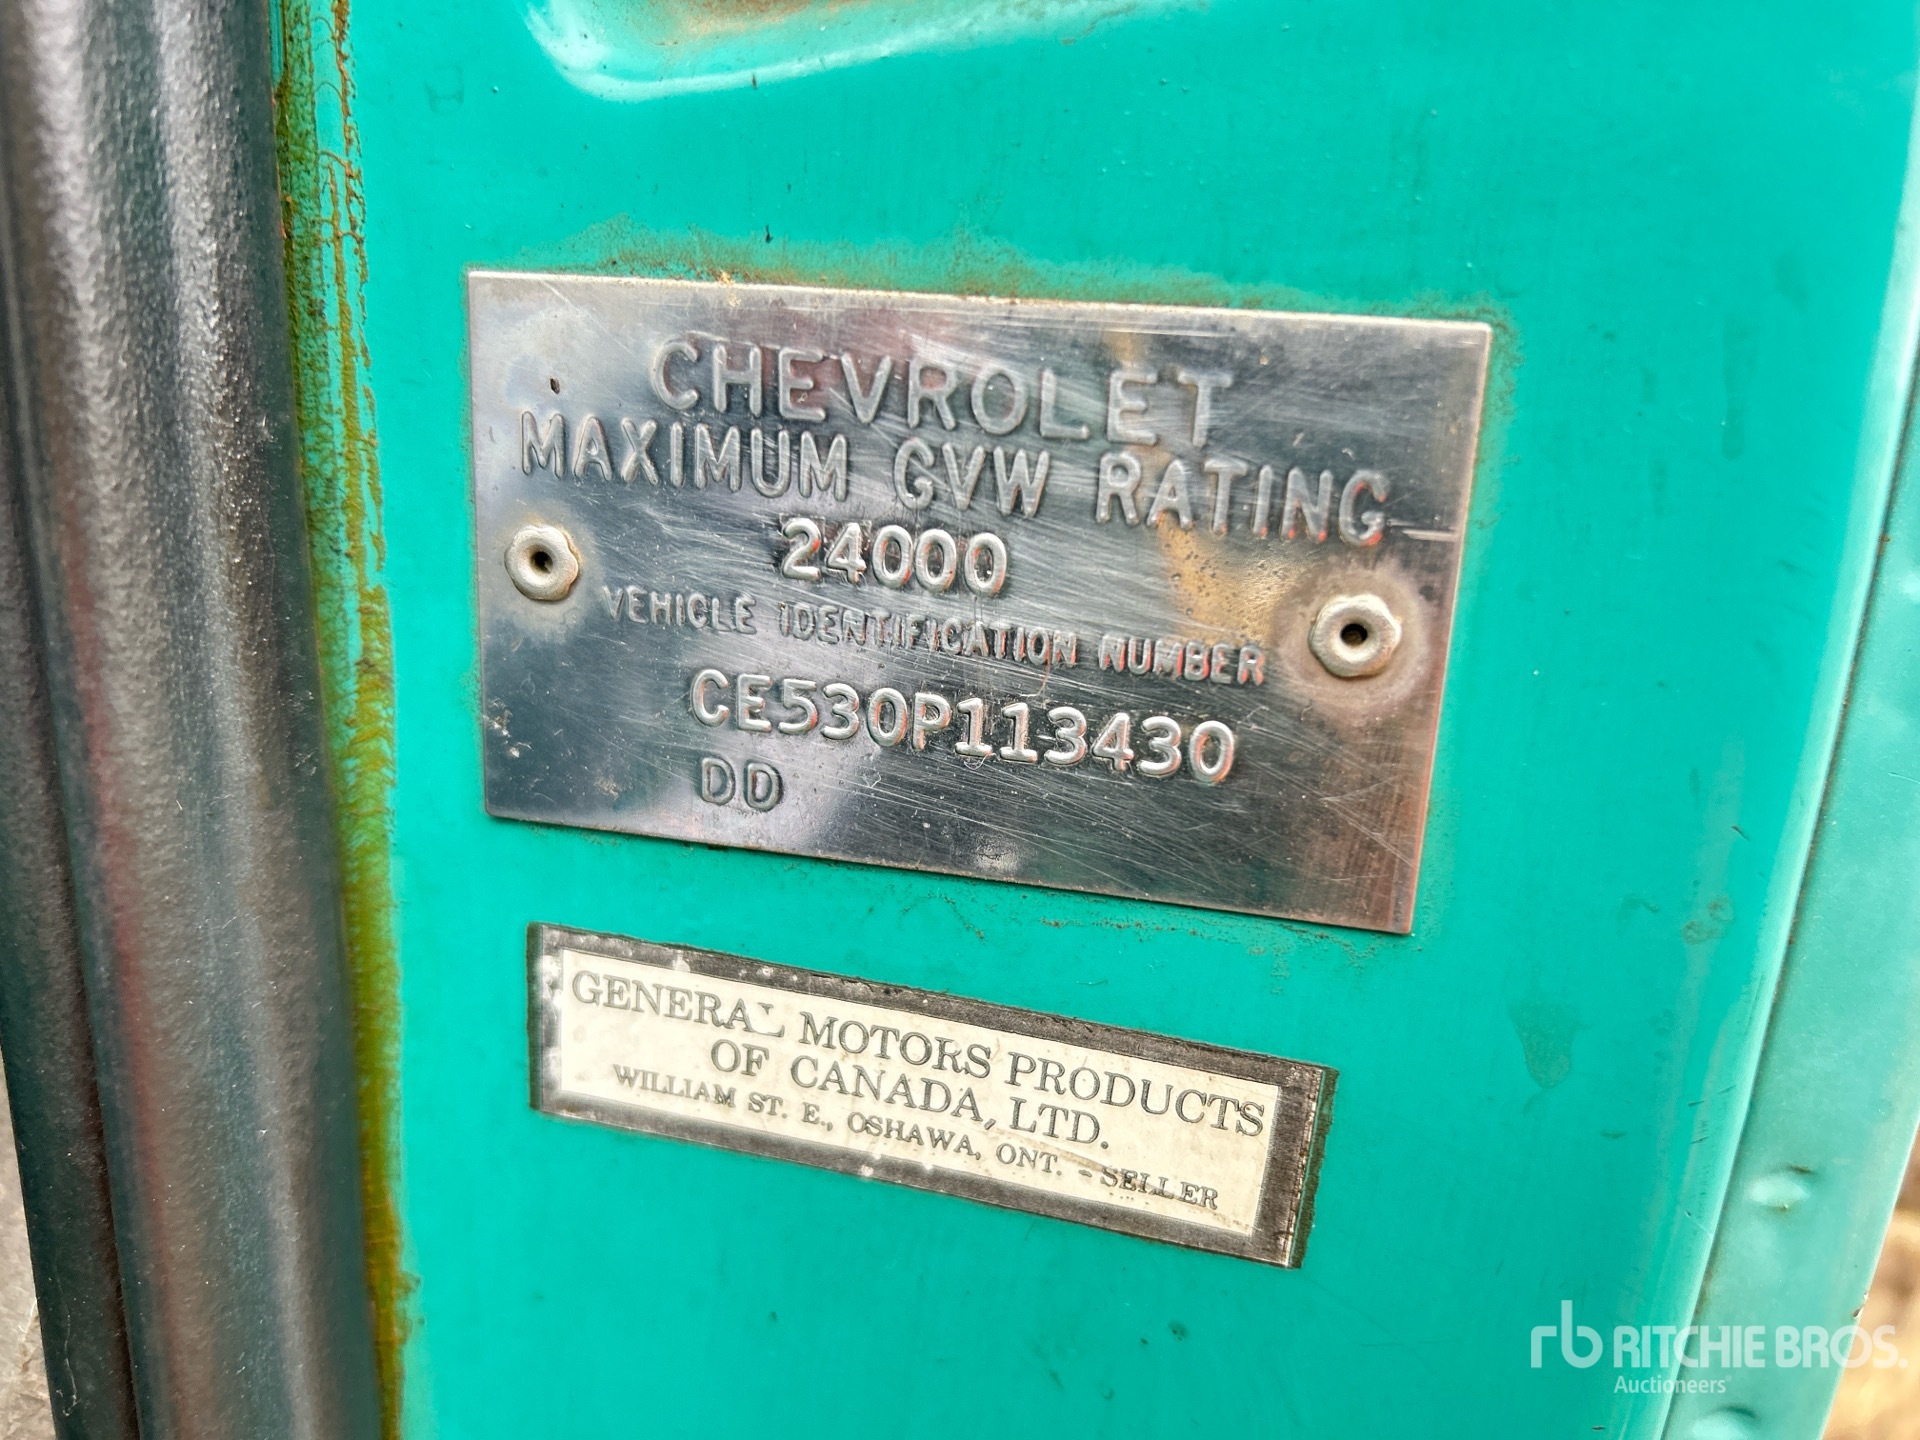 CHEVROLET
MAXIMUM GVW RATING
24000
VEHICLE IDENTIFICATION NUMBER
CE530P113430
DD
GENERAL MOTORS PRODUCTS
OF CANADA, LTD.
WILLIAM ST. E., OSHAWA, ONT. - SELLER
rb RITCHIE BROS.
Auctioneers